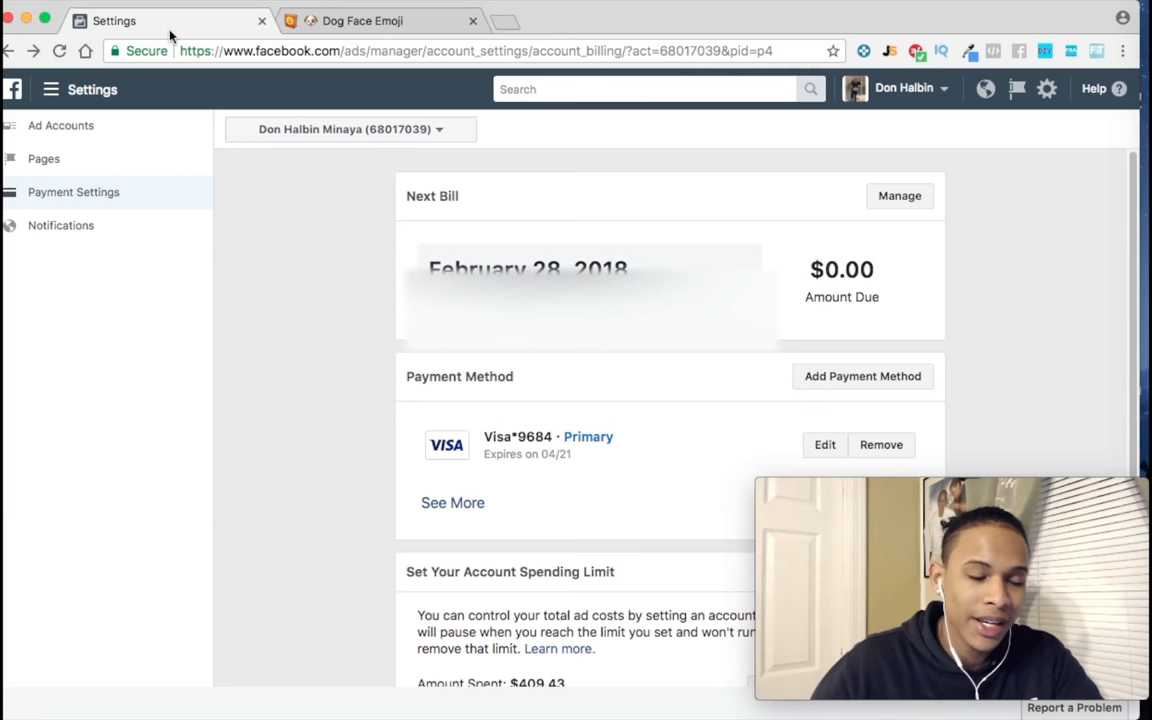 Settings
Dog Face Emoji
Secure https://www.facebook.com/ads/manager/account_settings/account_billing/?act=68017039&pid=p4
Settings
Search
Don Halbin
Help
Ad Accounts
Pages
Payment Settings
Notifications
Don Halbin Minaya (68017039)
Next Bill
Manage
February 28, 2018
$0.00
Amount Due
Payment Method
Add Payment Method
VISA
Visa*9684 · Primary
Expires on 04/21
Edit
Remove
See More
Set Your Account Spending Limit
You can control your total ad costs by setting an account
will pause when you reach the limit you set and won't run
remove that limit. Learn more.
Amount Spent: $409.43
Report a Problem